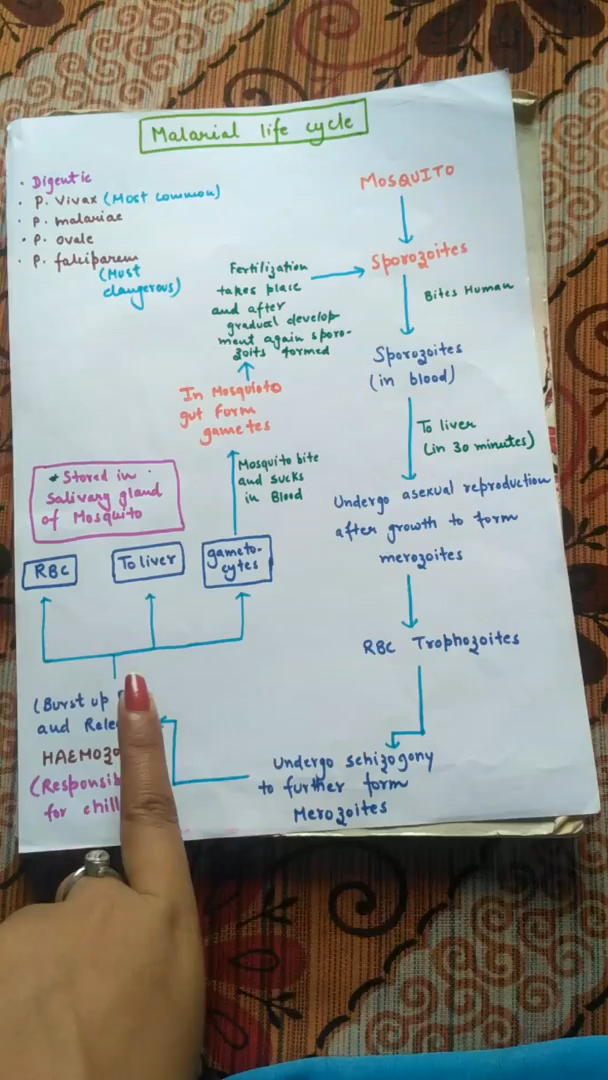 Malarial life cycle
• Digentic
• P. Vivax (Most common)
• P. malariae
• P. ovale
• P. falciparem
(Most
dangerous)
MOSQUITO
Sporozoites
Bites Human
Sporozoites
(in blood)
To liver
(in 30 minutes)
Undergo asexual reproduction
after growth to form
merozoites
RBC Trophozoites
Undergo schizogony
to further form
Merozoites
(Burst up
and
HAEMOZO
(Responsib
for chill
RBC
To liver
gameto-
cytes
* Stored in
Salivary gland
of Mosquito
Mosquito bite
and sucks
in Blood
In Mosquioto
gut form
gametes
Fertilization
takes place
and after
gradual develop
ment again sporo-
zoits formed